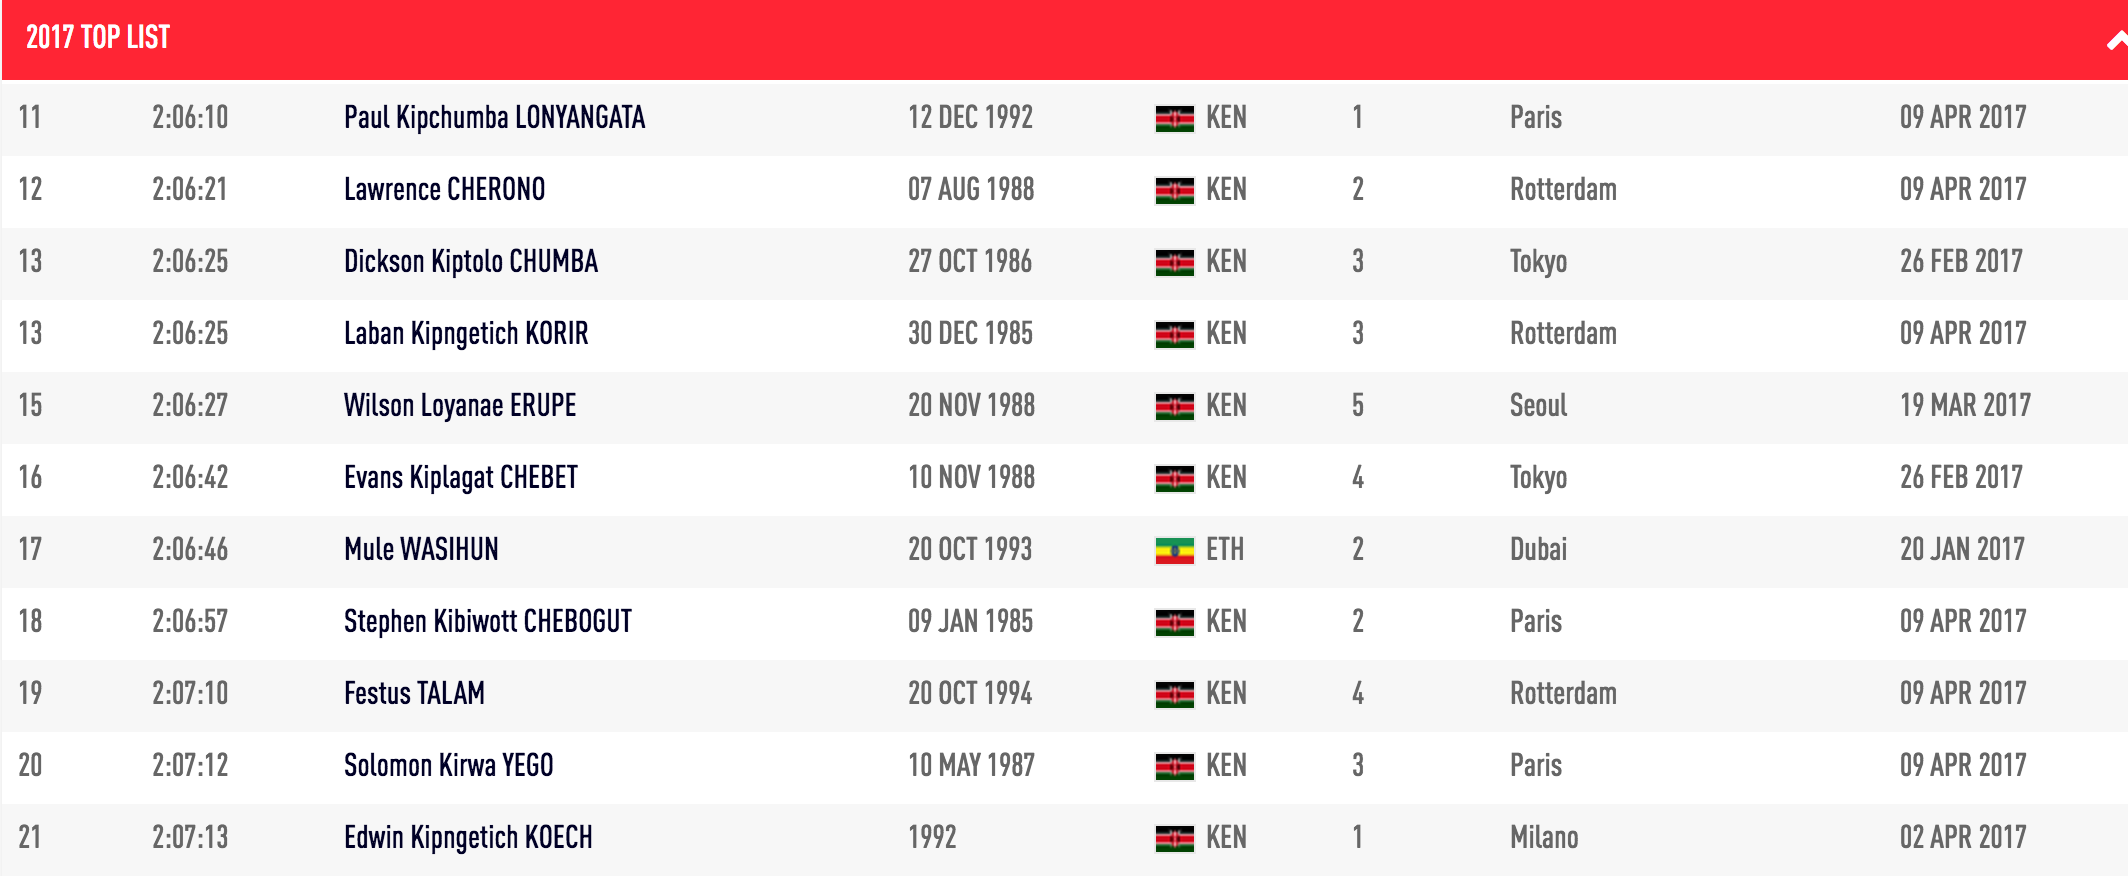 2017 TOP LIST
11 2:06:10 Paul Kipchumba LONYANGATA 12 DEC 1992 KEN 1 Paris 09 APR 2017
12 2:06:21 Lawrence CHERONO 07 AUG 1988 KEN 2 Rotterdam 09 APR 2017
13 2:06:25 Dickson Kiptolo CHUMBA 27 OCT 1986 KEN 3 Tokyo 26 FEB 2017
13 2:06:25 Laban Kipngetich KORIR 30 DEC 1985 KEN 3 Rotterdam 09 APR 2017
15 2:06:27 Wilson Loyanae ERUPE 20 NOV 1988 KEN 5 Seoul 19 MAR 2017
16 2:06:42 Evans Kiplagat CHEBET 10 NOV 1988 KEN 4 Tokyo 26 FEB 2017
17 2:06:46 Mule WASIHUN 20 OCT 1993 ETH 2 Dubai 20 JAN 2017
18 2:06:57 Stephen Kibiwott CHEBOGUT 09 JAN 1985 KEN 2 Paris 09 APR 2017
19 2:07:10 Festus TALAM 20 OCT 1994 KEN 4 Rotterdam 09 APR 2017
20 2:07:12 Solomon Kirwa YEGO 10 MAY 1987 KEN 3 Paris 09 APR 2017
21 2:07:13 Edwin Kipngetich KOECH 1992 KEN 1 Milano 02 APR 2017